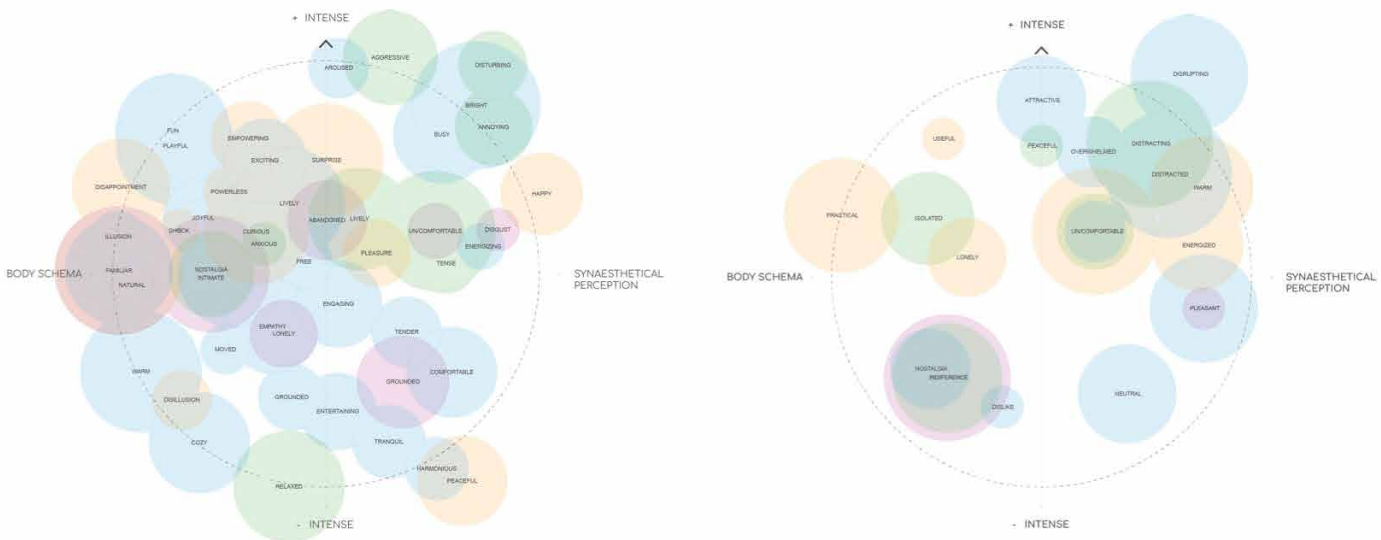 + INTENSE
AROUSED
AGGRESSIVE
DISTURBING
BRIGHT
ANNOYING
BUSY
FUN
PLAYFUL
EMPOWERING
EXCITING
SURPRISE
DISAPPOINTMENT
POWERLESS
HAPPY
LIVELY
JOYFUL
ABANDONED
LIVELY
SHOCK
CURIOUS
ANXIOUS
UNCOMFORTABLE
DISGUST
ILLUSION
ENERGIZING
PLEASURE
FREE
TENSE
BODY SCHEMA
FAMILIAR
NOSTALGIA
INTIMATE
NATURAL
SYNAESTHETICAL
PERCEPTION
ENGAGING
EMPATHY
LONELY
TENDER
MOVED
WARM
COMFORTABLE
GROUNDED
DISILLUSION
GROUNDED
ENTERTAINING
COZY
TRANQUIL
HARMONIOUS
PEACEFUL
RELAXED
- INTENSE
+ INTENSE
DISRUPTING
ATTRACTIVE
USEFUL
PEACEFUL
OVERWHELMED
DISTRACTING
DISTRACTED
WARM
PRACTICAL
ISOLATED
UNCOMFORTABLE
ENERGIZED
LONELY
BODY SCHEMA
SYNAESTHETICAL
PERCEPTION
PLEASANT
NOSTALGIA
INDIFERENCE
NEUTRAL
DISLIKE
- INTENSE